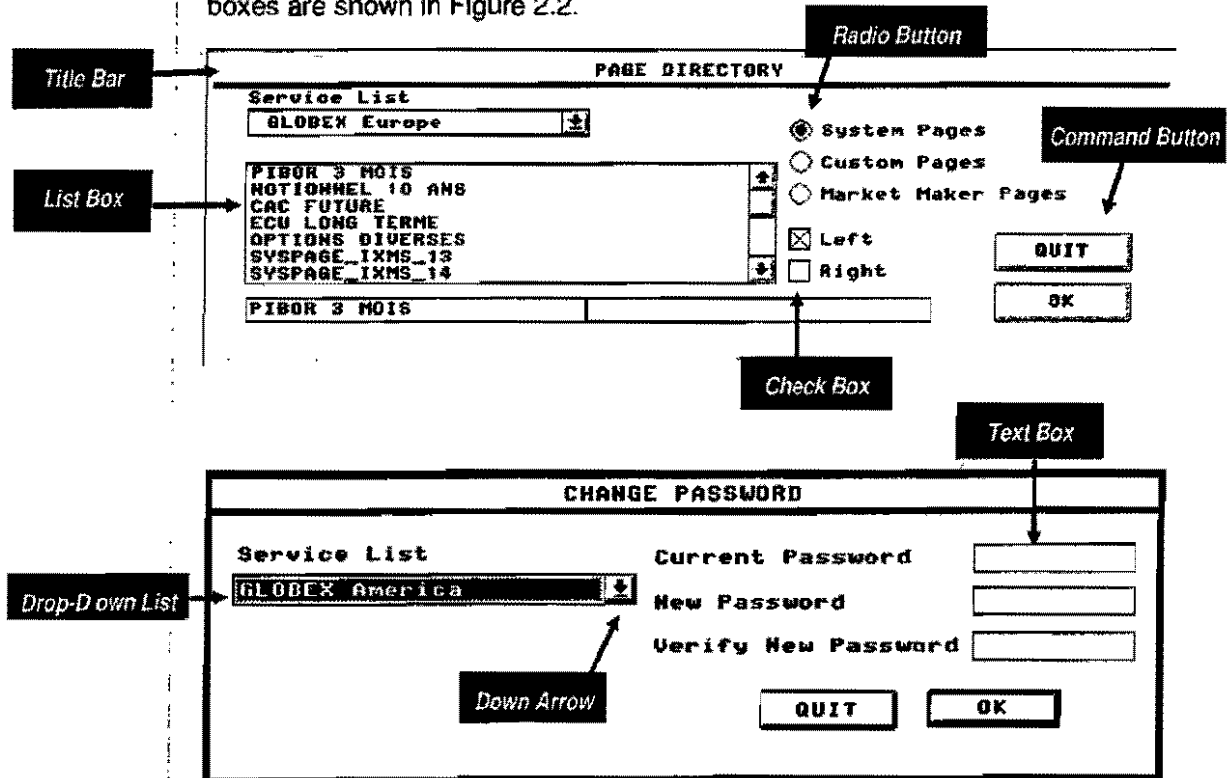 boxes are shown in Figure 2.2.
Radio Button
Title Bar
PAGE DIRECTORY
Service List
GLOBEX Europe
System Pages
Command Button
Custom Pages
List Box
PIBOR 3 MOIS
NOTIONNEL 10 ANS
CAC FUTURE
ECU LONG TERME
OPTIONS DIVERSES
SYSPAGE_IXMS_13
SYSPAGE_IXMS_14
Market Maker Pages
Left
QUIT
Right
OK
PIBOR 3 MOIS
Check Box
Text Box
CHANGE PASSWORD
Service List
Current Password
Drop-Down List
GLOBEX America
New Password
Verify New Password
Down Arrow
QUIT
OK